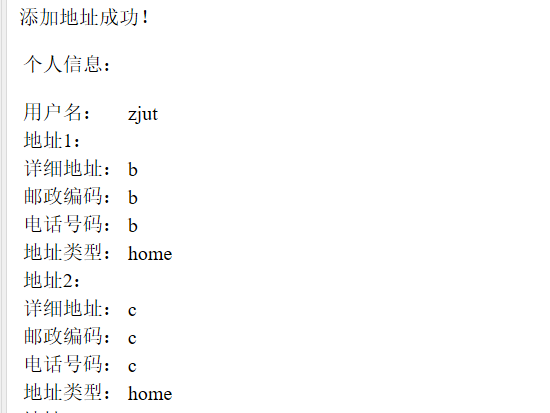 添加地址成功！
个人信息：
用户名： zjut
地址1：
详细地址： b
邮政编码： b
电话号码： b
地址类型： home
地址2：
详细地址： c
邮政编码： c
电话号码： c
地址类型： home